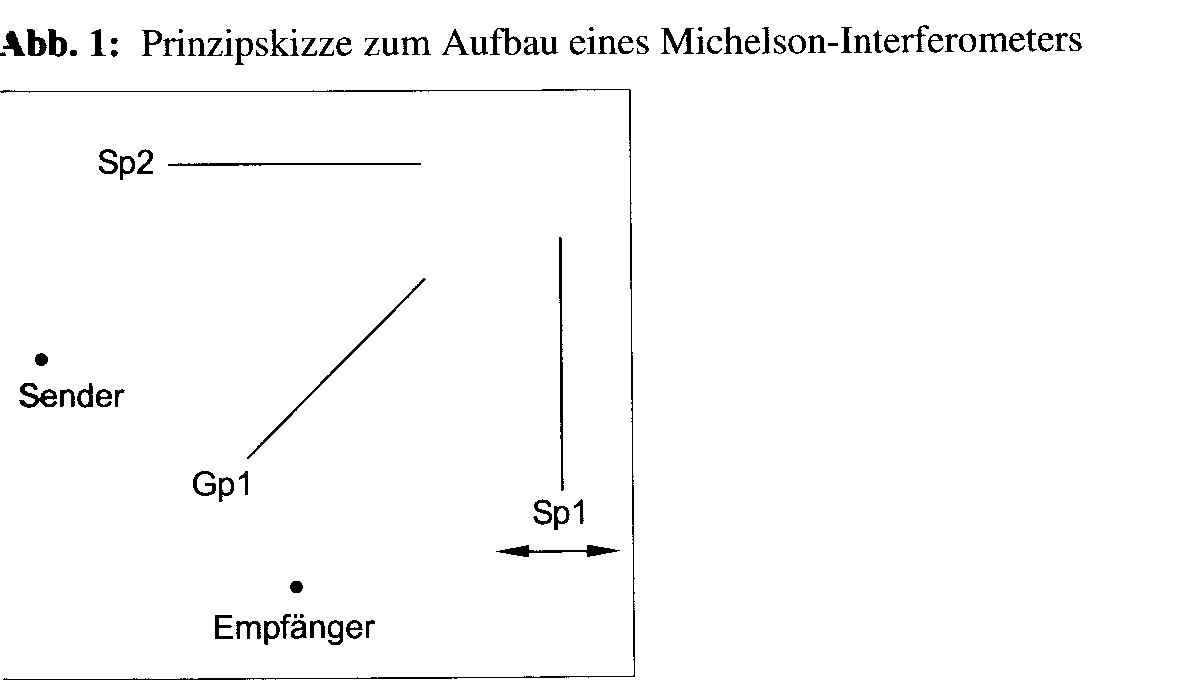 Abb. 1: Prinzipskizze zum Aufbau eines Michelson-Interferometers
Sp2
Sender
Gp1
Sp1
Empfänger